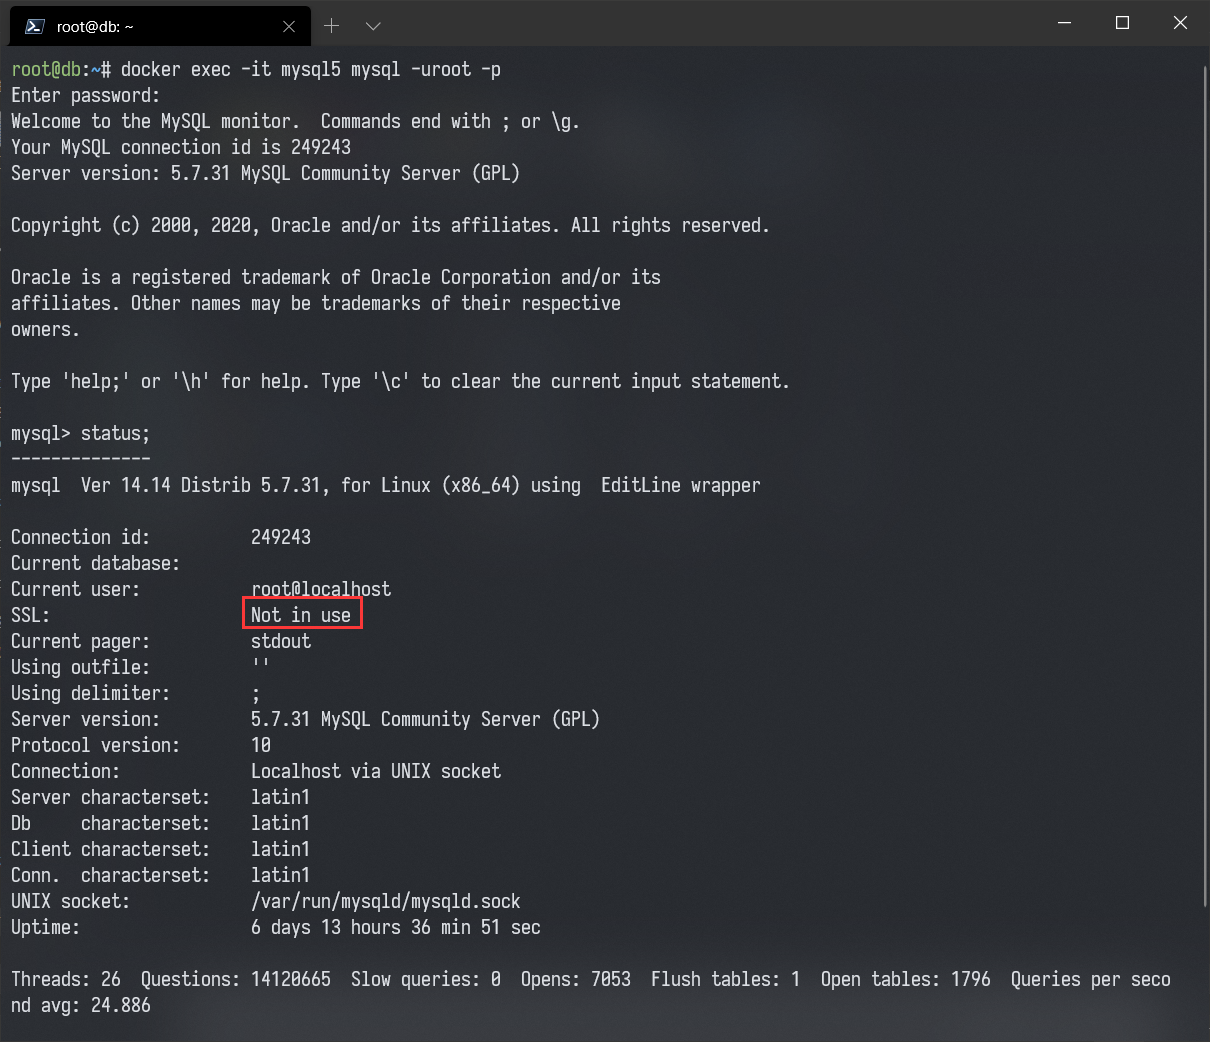 root@db: ~
root@db:~# docker exec -it mysql5 mysql -uroot -p
Enter password:
Welcome to the MySQL monitor.  Commands end with ; or \g.
Your MySQL connection id is 249243
Server version: 5.7.31 MySQL Community Server (GPL)
Copyright (c) 2000, 2020, Oracle and/or its affiliates. All rights reserved.
Oracle is a registered trademark of Oracle Corporation and/or its
affiliates. Other names may be trademarks of their respective
owners.
Type 'help;' or '\h' for help. Type '\c' to clear the current input statement.
mysql> status;
--------------
mysql  Ver 14.14 Distrib 5.7.31, for Linux (x86_64) using  EditLine wrapper
Connection id:          249243
Current database:
Current user:           root@localhost
SSL:                    Not in use
Current pager:          stdout
Using outfile:          ''
Using delimiter:        ;
Server version:         5.7.31 MySQL Community Server (GPL)
Protocol version:       10
Connection:             Localhost via UNIX socket
Server characterset:    latin1
Db     characterset:    latin1
Client characterset:    latin1
Conn.  characterset:    latin1
UNIX socket:            /var/run/mysqld/mysqld.sock
Uptime:                 6 days 13 hours 36 min 51 sec
Threads: 26  Questions: 14120665  Slow queries: 0  Opens: 7053  Flush tables: 1  Open tables: 1796  Queries per seco
nd avg: 24.886